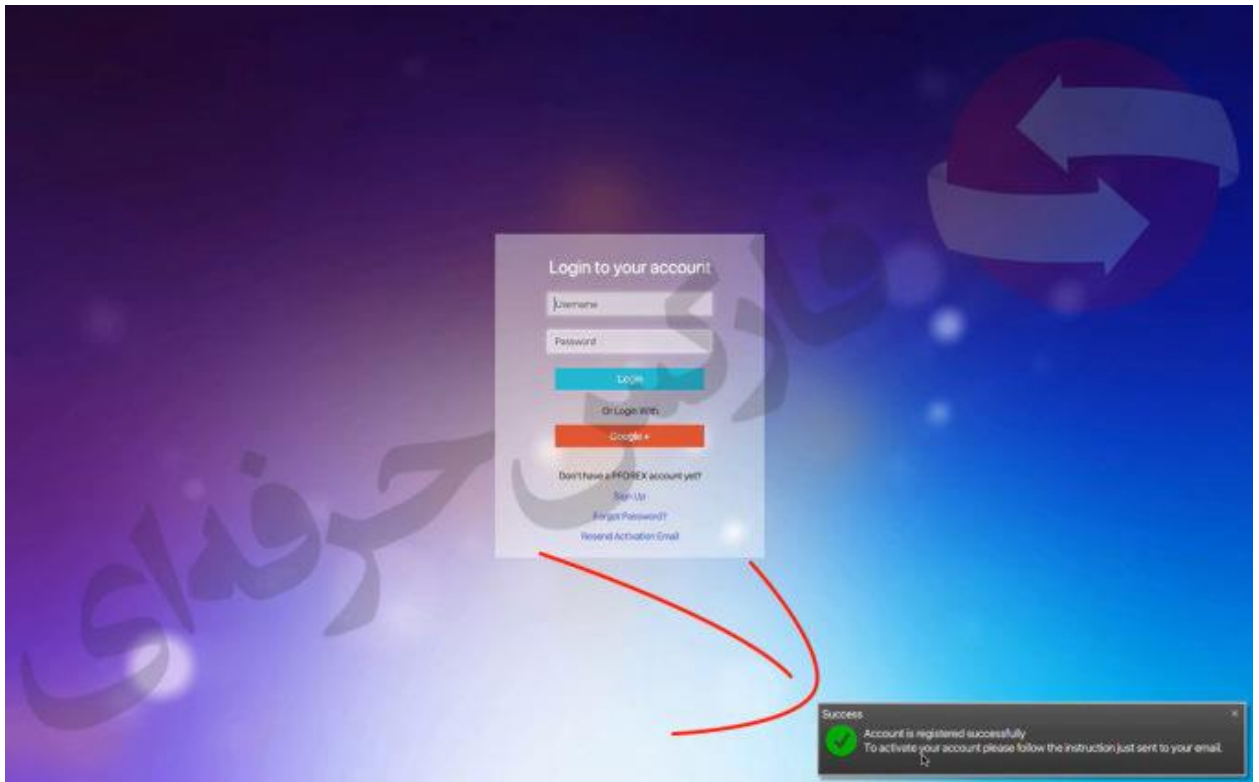 Login to your account
Username
Password
Login
Or Login With
Google +
Don't have a PFOREX account yet?
Sign Up
Forgot Password?
Resend Activation Email
فارکس حرفه‌ای
Success
Account is registered successfully
To activate your account please follow the instruction just sent to your email.